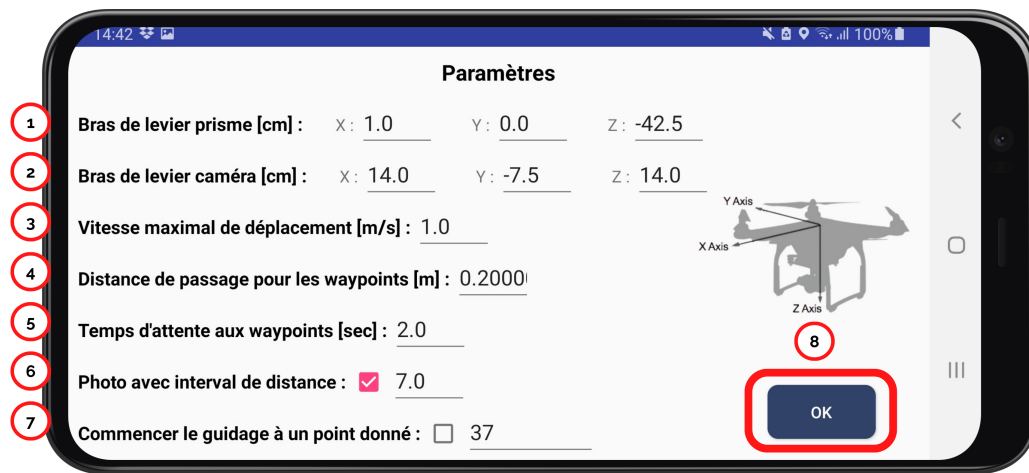 14:42 100%
Paramètres
1 Bras de levier prisme [cm] : X : 1.0 Y : 0.0 Z : -42.5
2 Bras de levier caméra [cm] : X : 14.0 Y : -7.5 Z : 14.0
3 Vitesse maximal de déplacement [m/s] : 1.0
Y Axis
X Axis
4 Distance de passage pour les waypoints [m] : 0.2000
Z Axis
5 Temps d'attente aux waypoints [sec] : 2.0
8
6 Photo avec interval de distance : 7.0
OK
7 Commencer le guidage à un point donné : 37